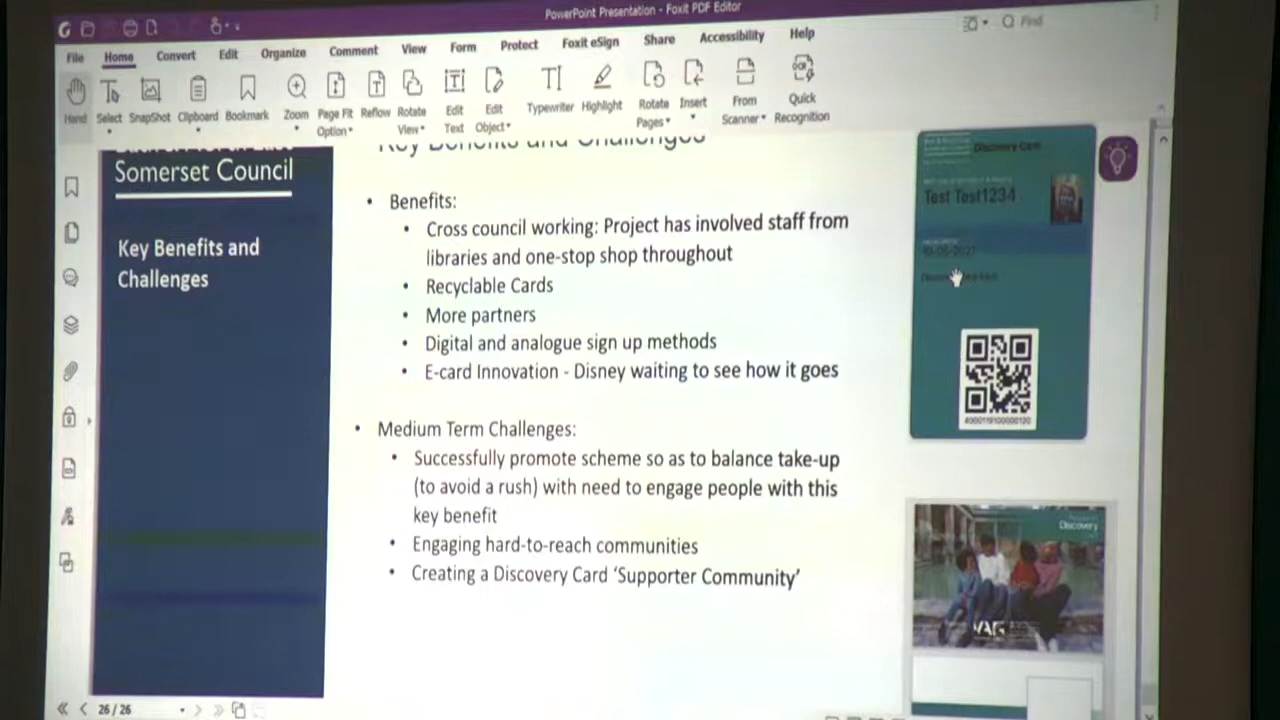 PowerPoint Presentation - Foxit PDF Editor
Find
File Home Convert Edit Organize Comment View Form Protect Foxit eSign Share Accessibility Help
Hand Select SnapShot Clipboard Bookmark Zoom Page Fit Option Reflow Rotate View Edit Text Edit Object Typewriter Highlight Rotate Pages Insert From Scanner Quick Recognition
Somerset Council
Key Benefits and
Challenges
Key Benefits and Challenges
• Benefits:
• Cross council working: Project has involved staff from
libraries and one-stop shop throughout
• Recyclable Cards
• More partners
• Digital and analogue sign up methods
• E-card Innovation - Disney waiting to see how it goes
• Medium Term Challenges:
• Successfully promote scheme so as to balance take-up
(to avoid a rush) with need to engage people with this
key benefit
• Engaging hard-to-reach communities
• Creating a Discovery Card ‘Supporter Community’
Discovery Card
Test Test1234
Discovery
26 / 26